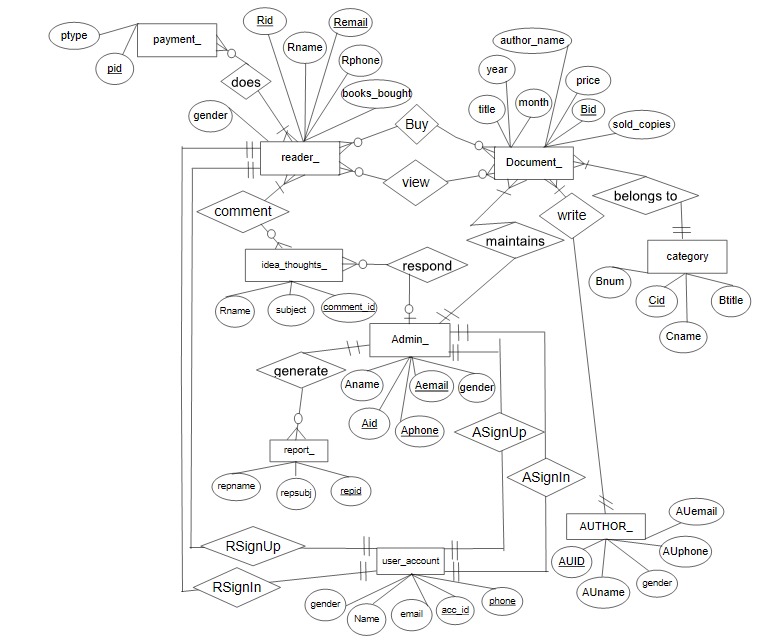 ptype
payment_
Rid
Remail
author_name
pid
Rname
Rphone
year
price
does
books_bought
title
month
Bid
gender
Buy
sold_copies
reader_
Document_
view
belongs to
comment
write
maintains
idea_thoughts_
respond
category
Rname
subject
comment_id
Bnum
Cid
Btitle
Admin_
Cname
generate
Aname
Aemail
gender
Aid
Aphone
ASignUp
report_
ASignIn
repname
repsubj
repid
AUTHOR_
AUemail
RSignUp
user_account
AUID
AUphone
RSignIn
AUname
gender
gender
Name
email
acc_id
phone